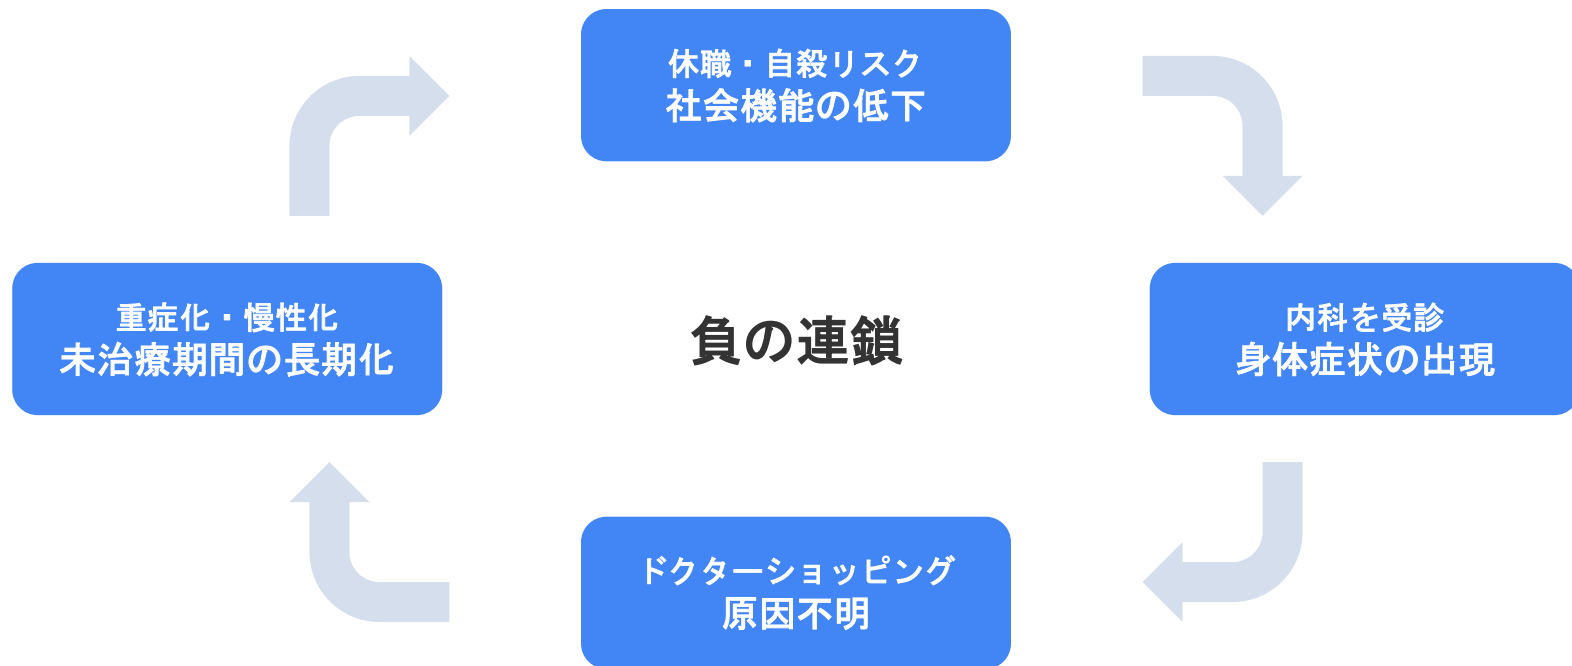 休職・自殺リスク
社会機能の低下
重症化・慢性化
未治療期間の長期化
負の連鎖
内科を受診
身体症状の出現
ドクターショッピング
原因不明